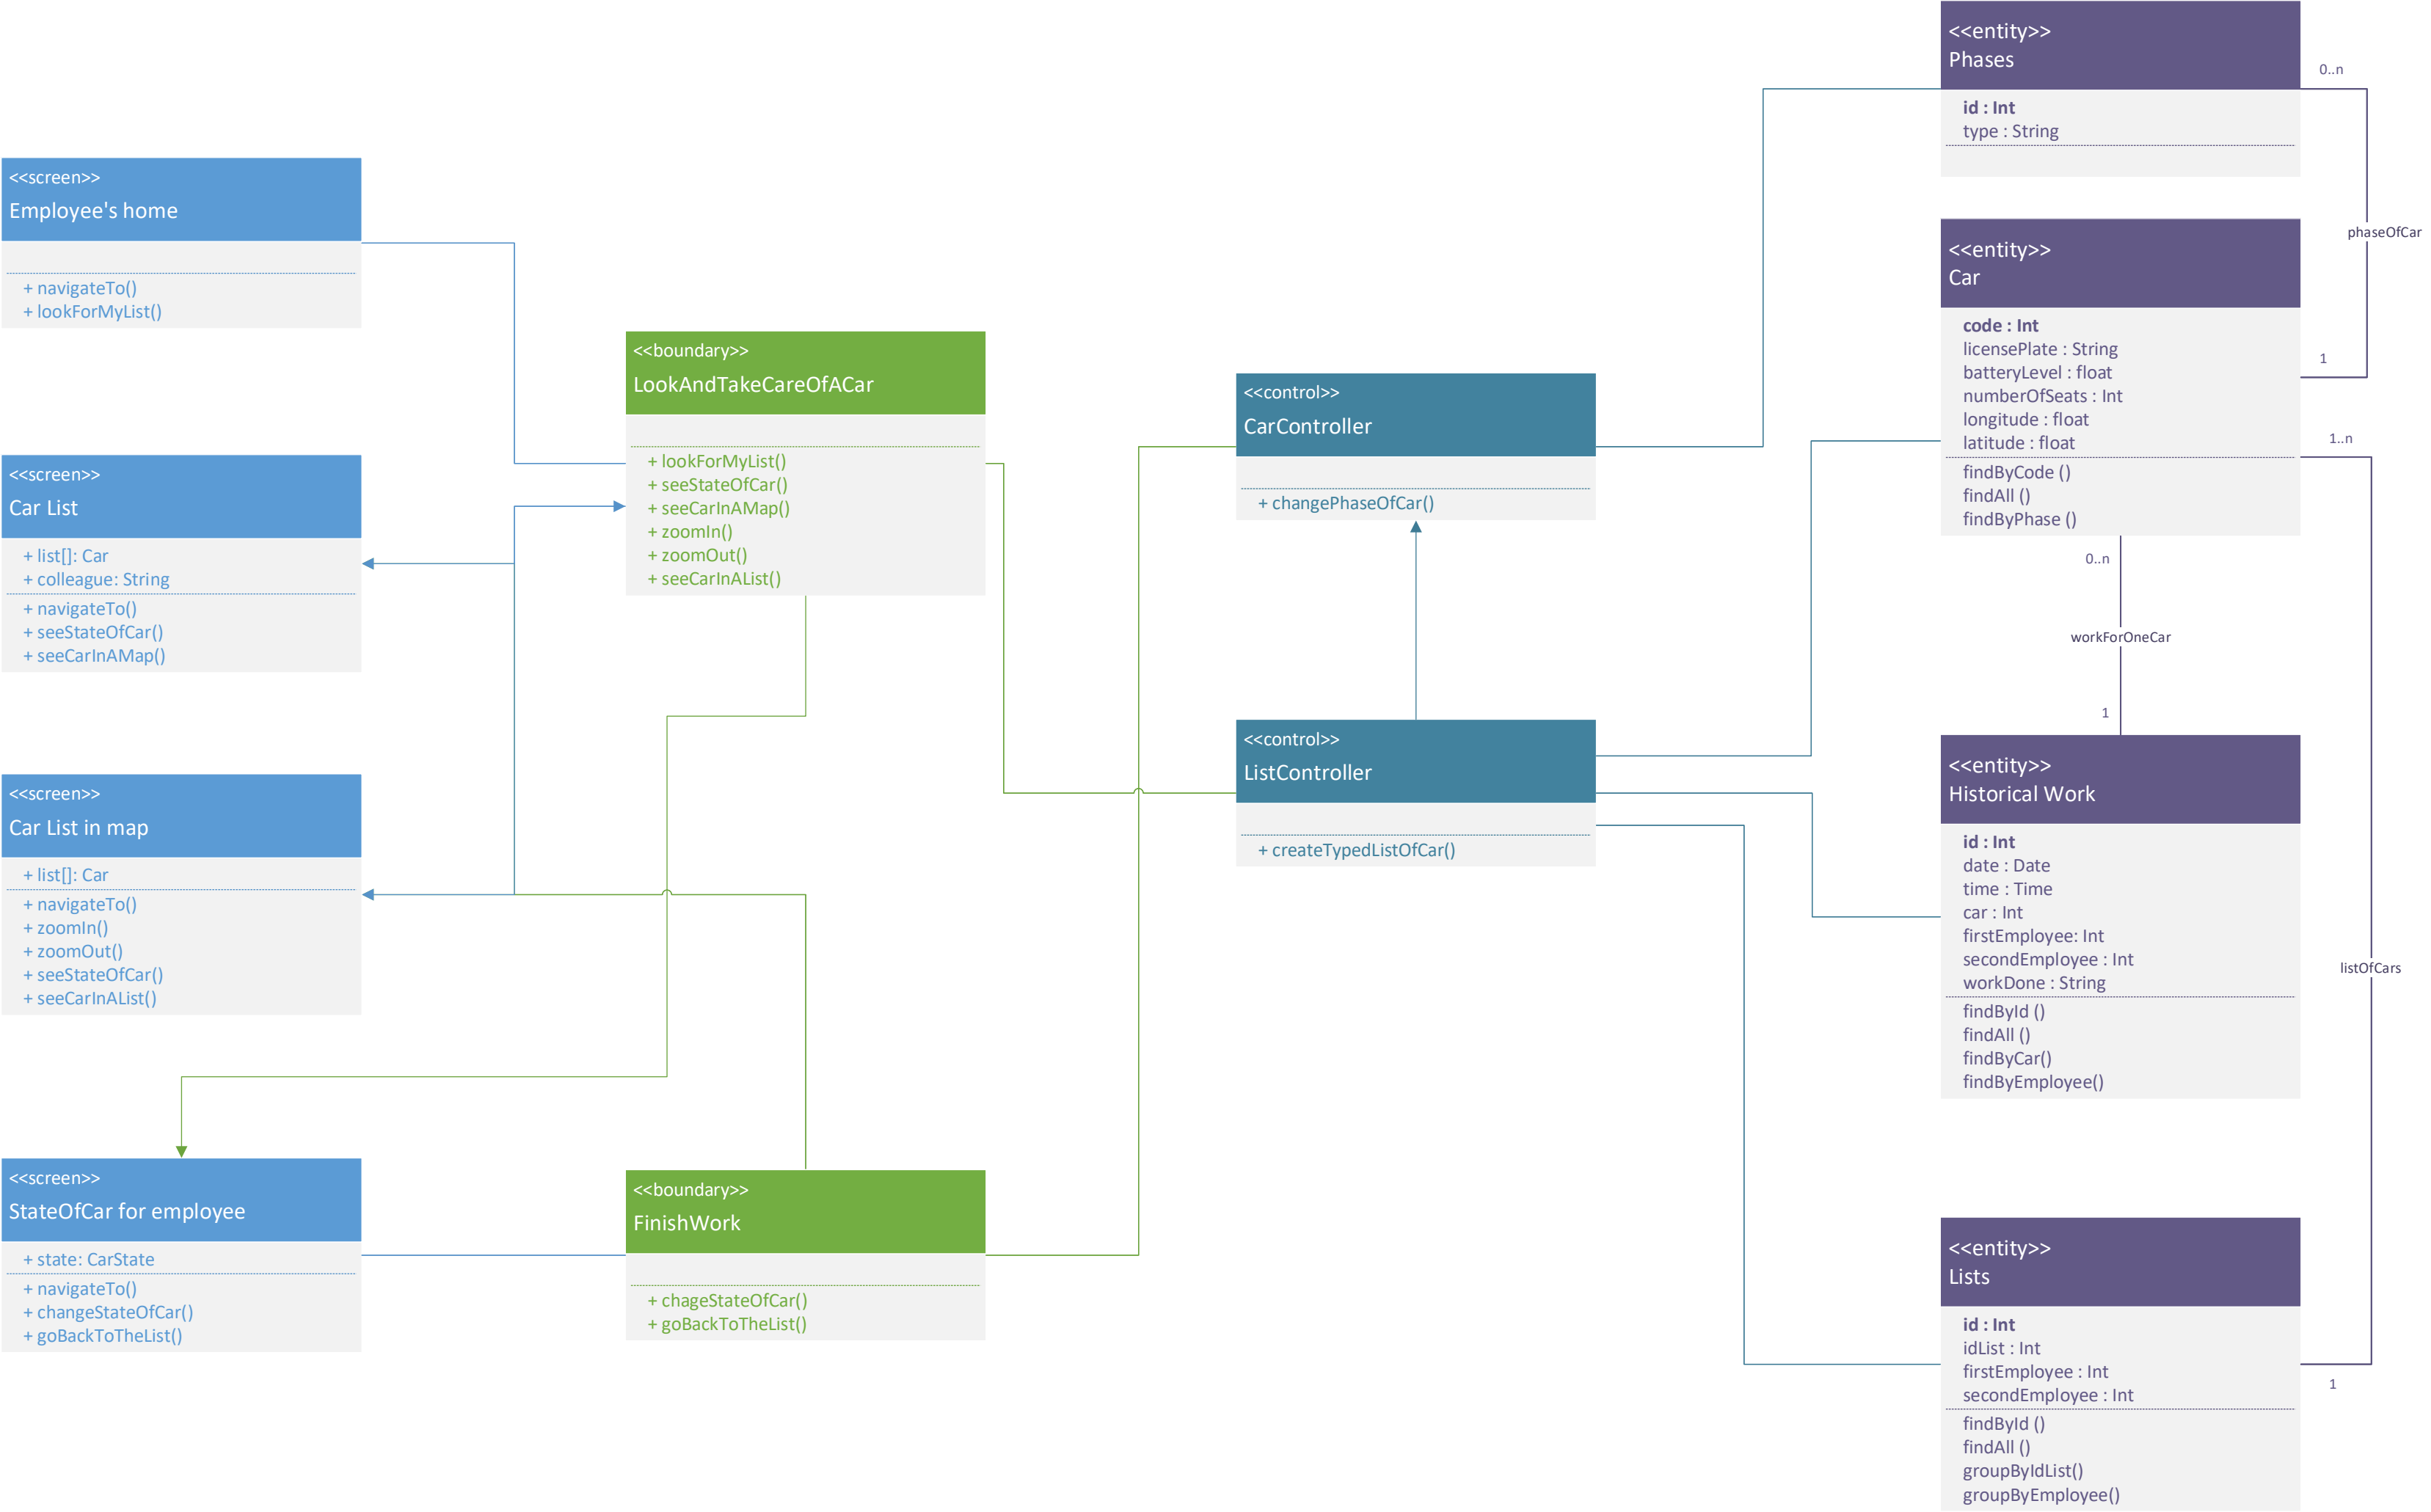 <<screen>>
Employee's home
+ navigateTo()
+ lookForMyList()
<<screen>>
Car List
+ list[]: Car
+ colleague: String
+ navigateTo()
+ seeStateOfCar()
+ seeCarInAMap()
<<screen>>
Car List in map
+ list[]: Car
+ navigateTo()
+ zoomIn()
+ zoomOut()
+ seeStateOfCar()
+ seeCarInAList()
<<screen>>
StateOfCar for employee
+ state: CarState
+ navigateTo()
+ changeStateOfCar()
+ goBackToTheList()
<<boundary>>
LookAndTakeCareOfACar
+ lookForMyList()
+ seeStateOfCar()
+ seeCarInAMap()
+ zoomIn()
+ zoomOut()
+ seeCarInAList()
<<boundary>>
FinishWork
+ chageStateOfCar()
+ goBackToTheList()
<<control>>
CarController
+ changePhaseOfCar()
<<control>>
ListController
+ createTypedListOfCar()
<<entity>>
Phases
id : Int
type : String
0..n
phaseOfCar
1
<<entity>>
Car
code : Int
licensePlate : String
batteryLevel : float
numberOfSeats : Int
longitude : float
latitude : float
findByCode ()
findAll ()
findByPhase ()
1..n
0..n
workForOneCar
1
<<entity>>
Historical Work
id : Int
date : Date
time : Time
car : Int
firstEmployee: Int
secondEmployee : Int
workDone : String
findById ()
findAll ()
findByCar()
findByEmployee()
listOfCars
<<entity>>
Lists
id : Int
idList : Int
firstEmployee : Int
secondEmployee : Int
findById ()
findAll ()
groupByIdList()
groupByEmployee()
1